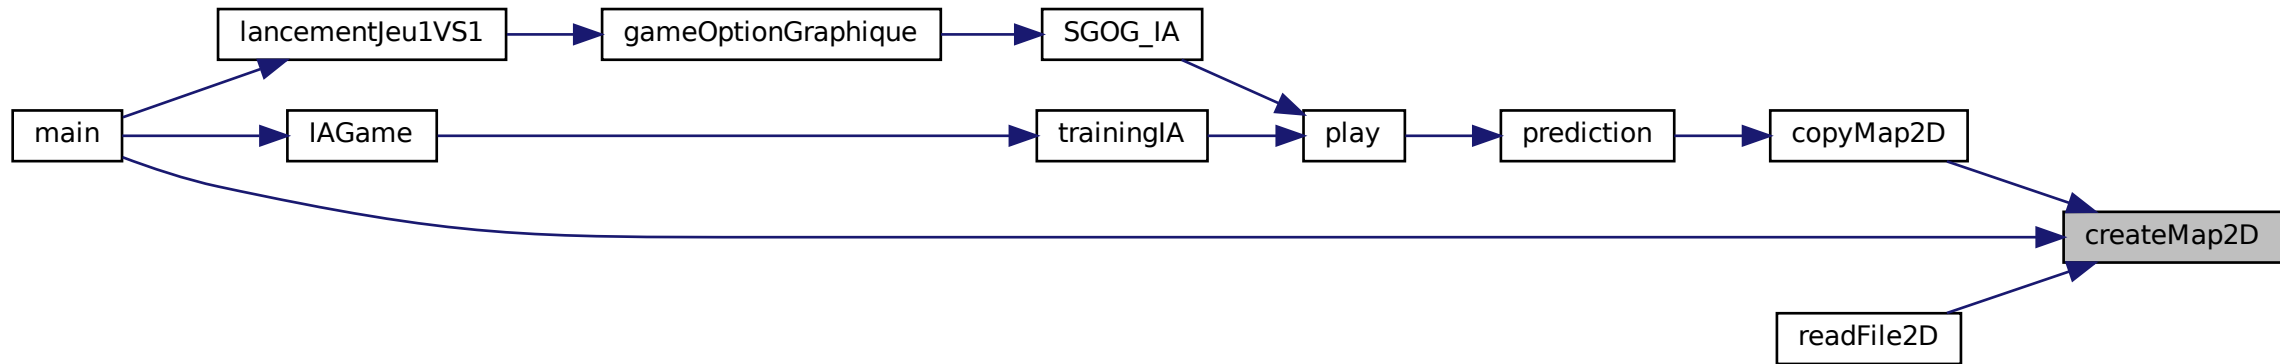 lancementJeu1VS1
gameOptionGraphique
SGOG_IA
main
IAGame
trainingIA
play
prediction
copyMap2D
createMap2D
readFile2D